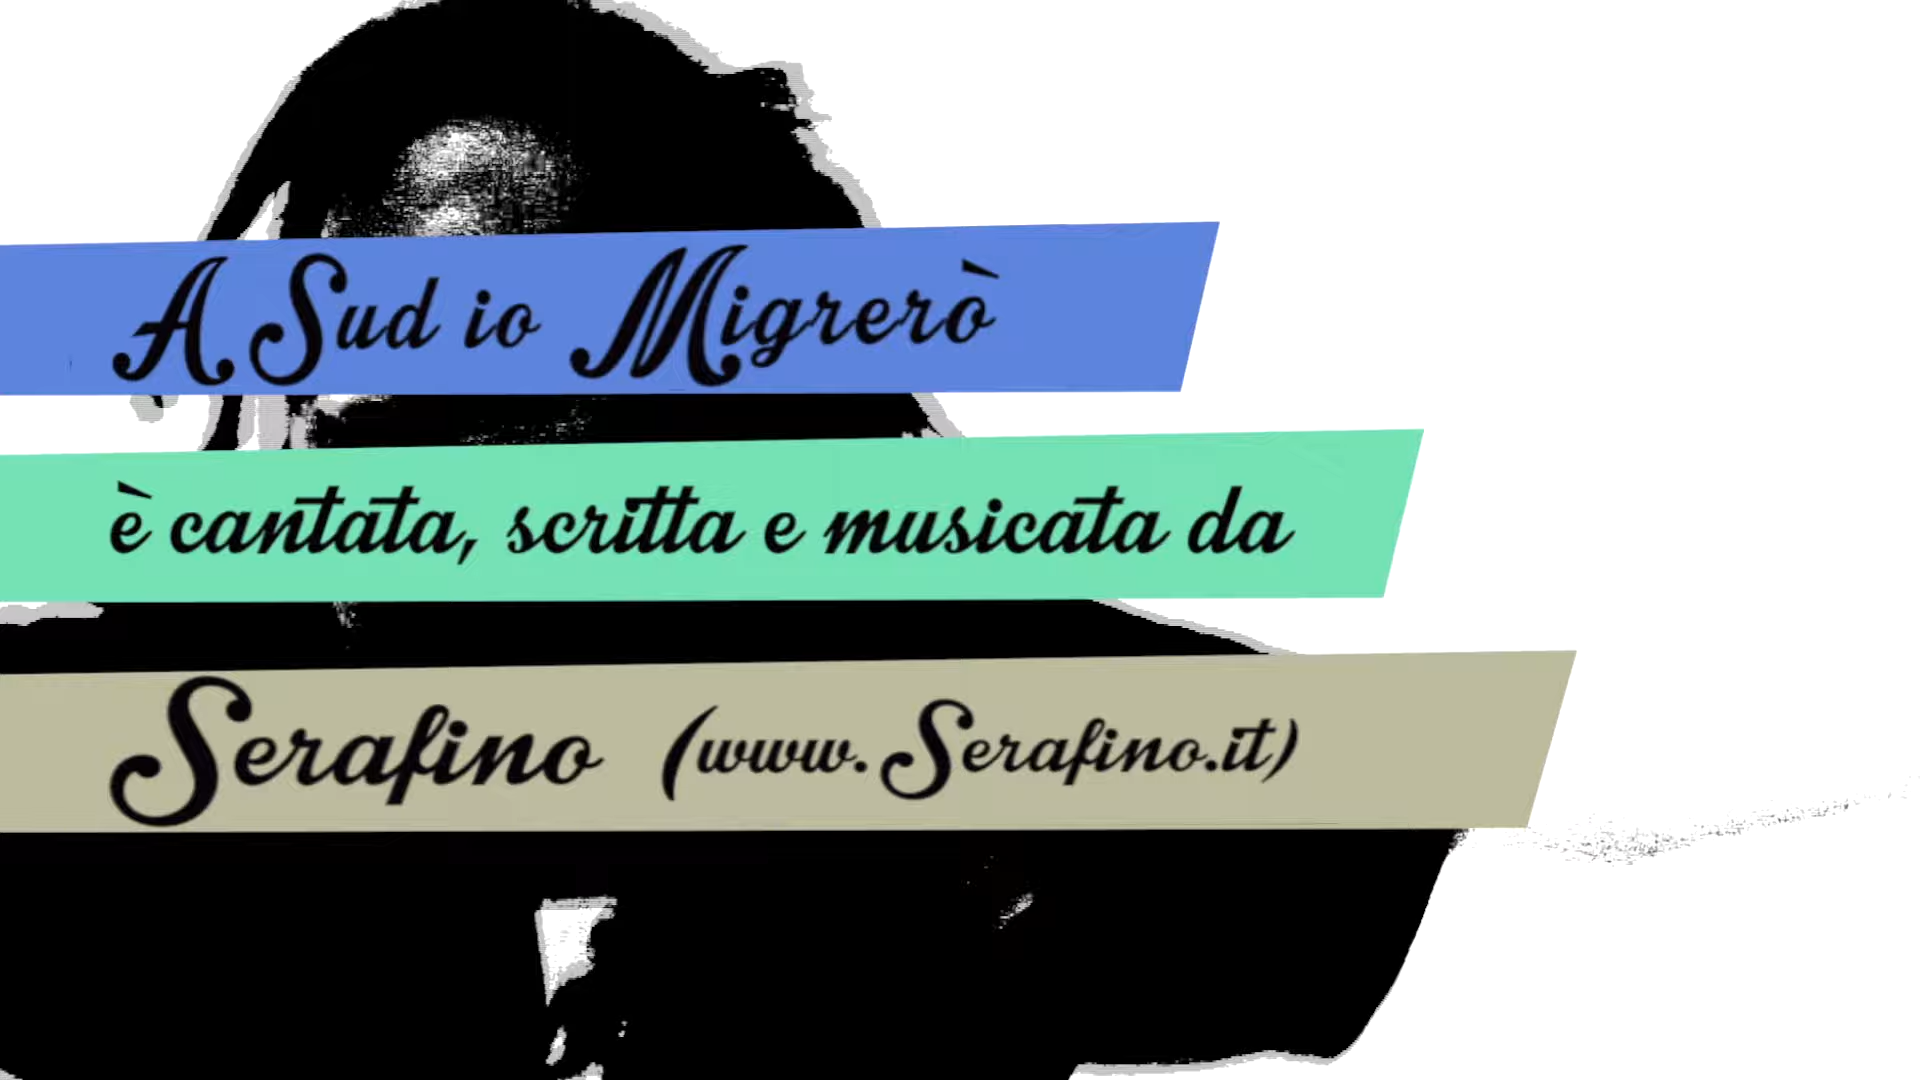 A Sud io Migrerò
è cantata, scritta e musicata da
Serafino (www.Serafino.it)